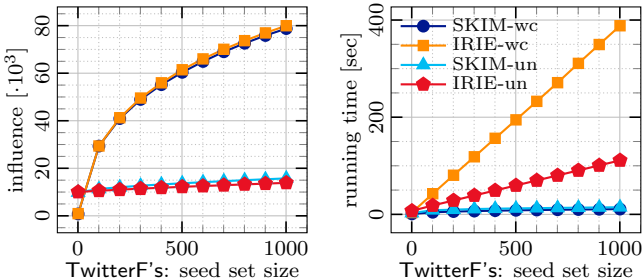 influence [·10³]
80
60
40
20
0
0 500 1000
TwitterF's: seed set size
running time [sec]
400
200
0
SKIM-wc
IRIE-wc
SKIM-un
IRIE-un
0 500 1000
TwitterF's: seed set size